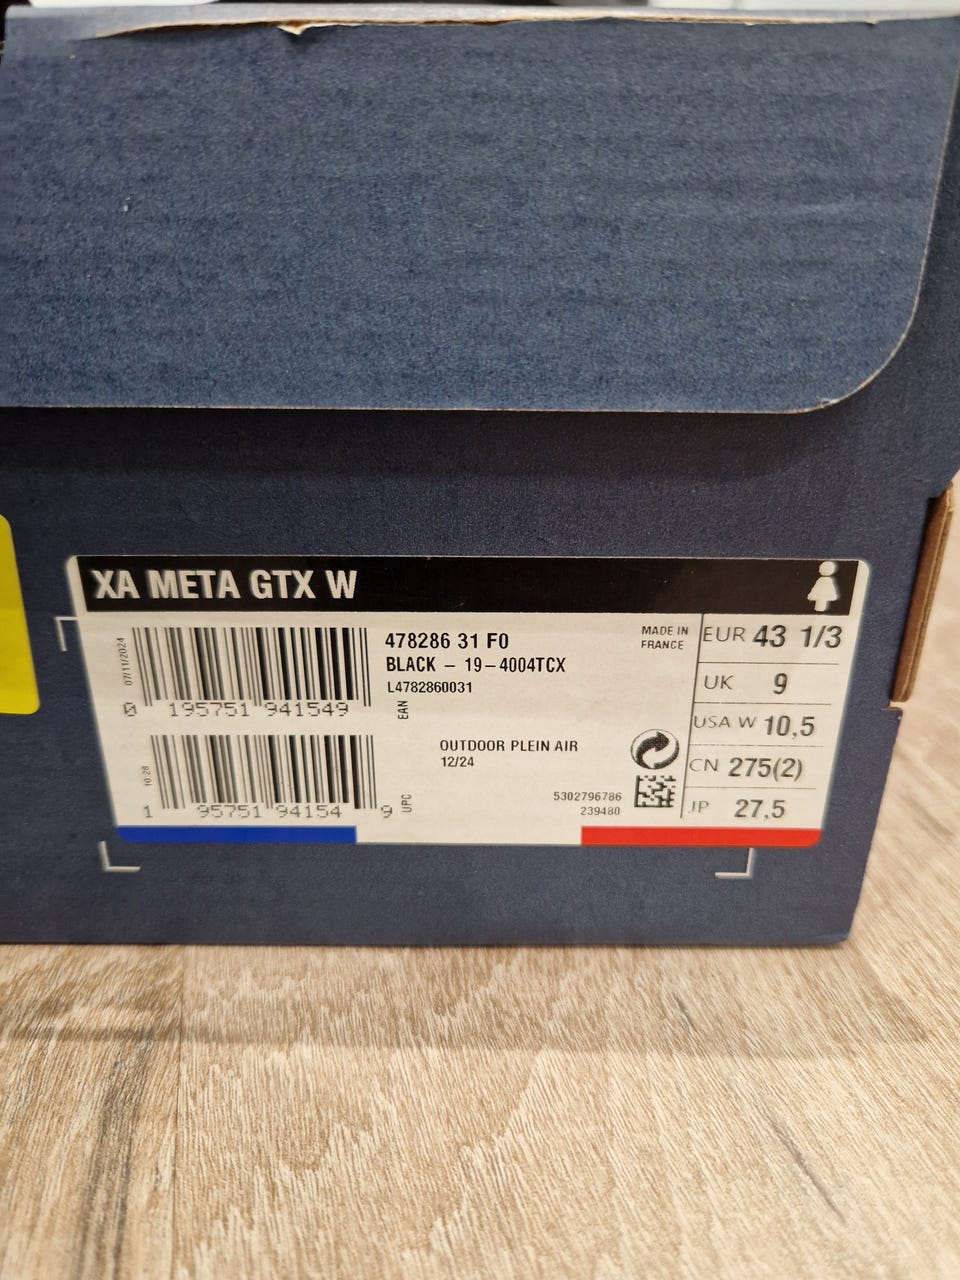 XA META GTX W
07/11/2024
0 195751 941549
EAN
478286 31 F0
BLACK - 19-4004TCX
L4782860031
MADE IN
FRANCE
10:28
1 95751 94154 9
UPC
OUTDOOR PLEIN AIR
12/24
5302796786
239480
EUR 43 1/3
UK 9
USA W 10,5
CN 275(2)
JP 27,5